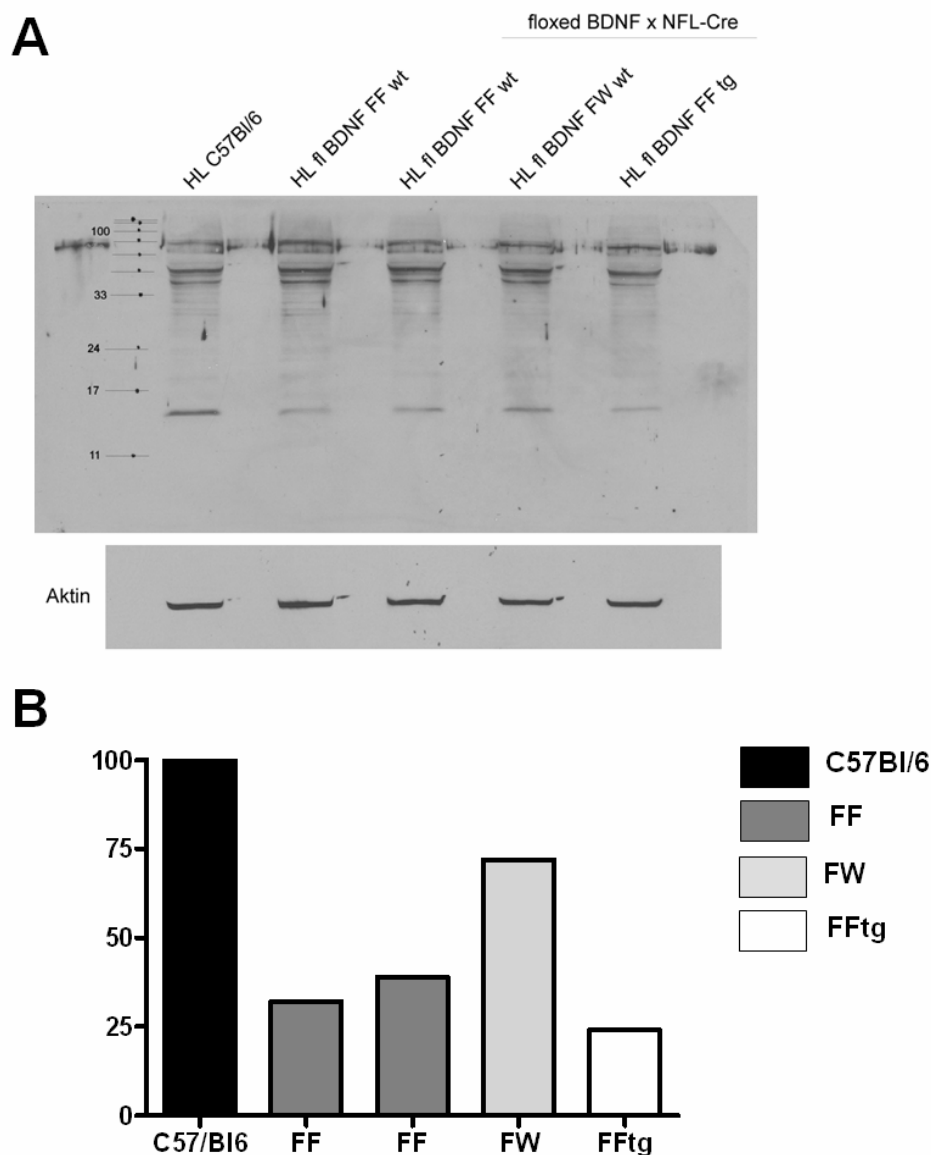 A
floxed BDNF x NFL-Cre
HL C57Bl/6
HL fl BDNF FF wt
HL fl BDNF FF wt
HL fl BDNF FW wt
HL fl BDNF FF tg
100
33
24
17
11
Aktin
B
100
75
50
25
0
C57/Bl6
FF
FF
FW
FFtg
C57Bl/6
FF
FW
FFtg